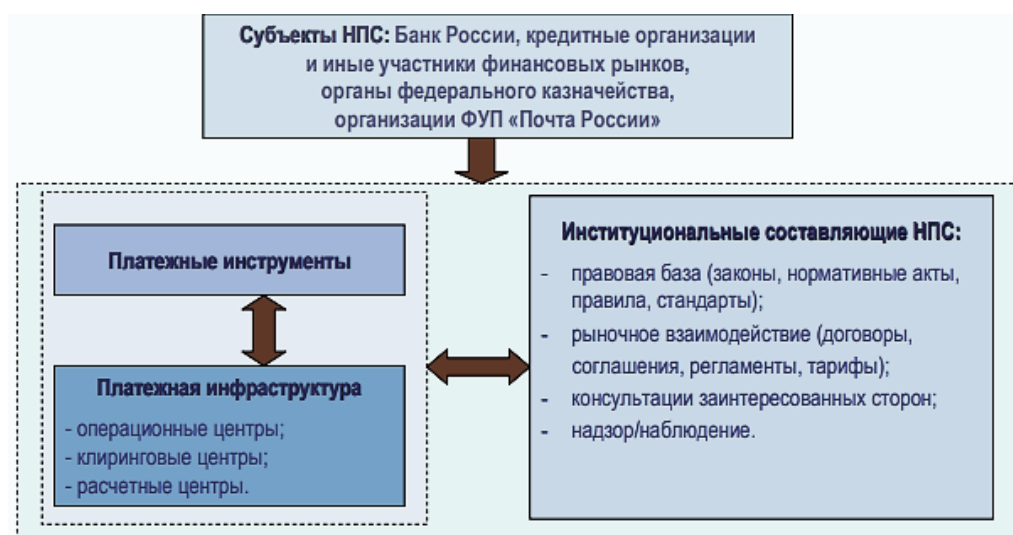 Субъекты НПС: Банк России, кредитные организации
и иные участники финансовых рынков,
органы федерального казначейства,
организации ФУП «Почта России»
Платежные инструменты
Платежная инфраструктура
- операционные центры;
- клиринговые центры;
- расчетные центры.
Институциональные составляющие НПС:
- правовая база (законы, нормативные акты,
правила, стандарты);
- рыночное взаимодействие (договоры,
соглашения, регламенты, тарифы);
- консультации заинтересованных сторон;
- надзор/наблюдение.